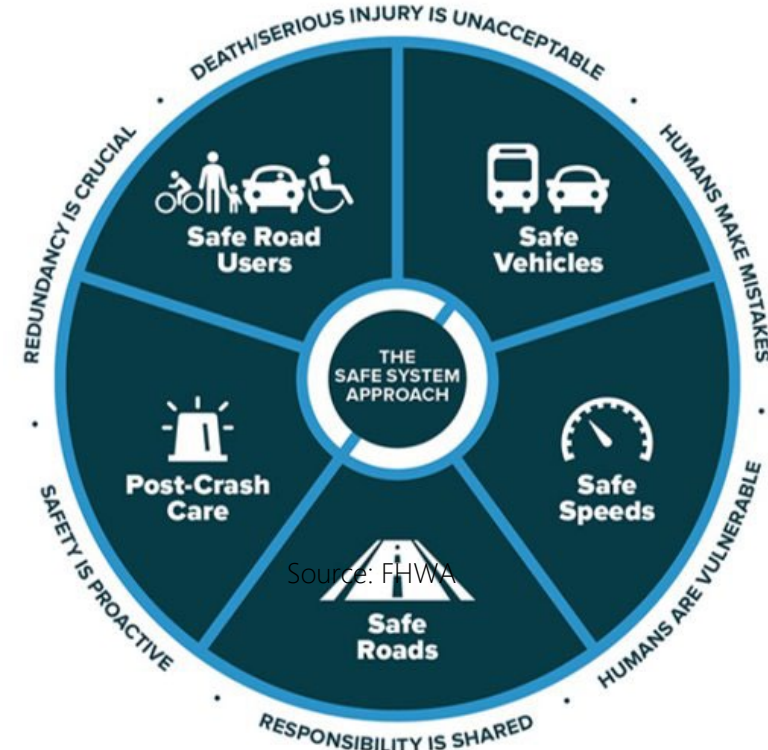 DEATH/SERIOUS INJURY IS UNACCEPTABLE
HUMANS MAKE MISTAKES
HUMANS ARE VULNERABLE
RESPONSIBILITY IS SHARED
SAFETY IS PROACTIVE
REDUNDANCY IS CRUCIAL
Safe Road
Users
Safe
Vehicles
THE
SAFE SYSTEM
APPROACH
Safe
Speeds
Post-Crash
Care
Source: FHWA
Safe
Roads